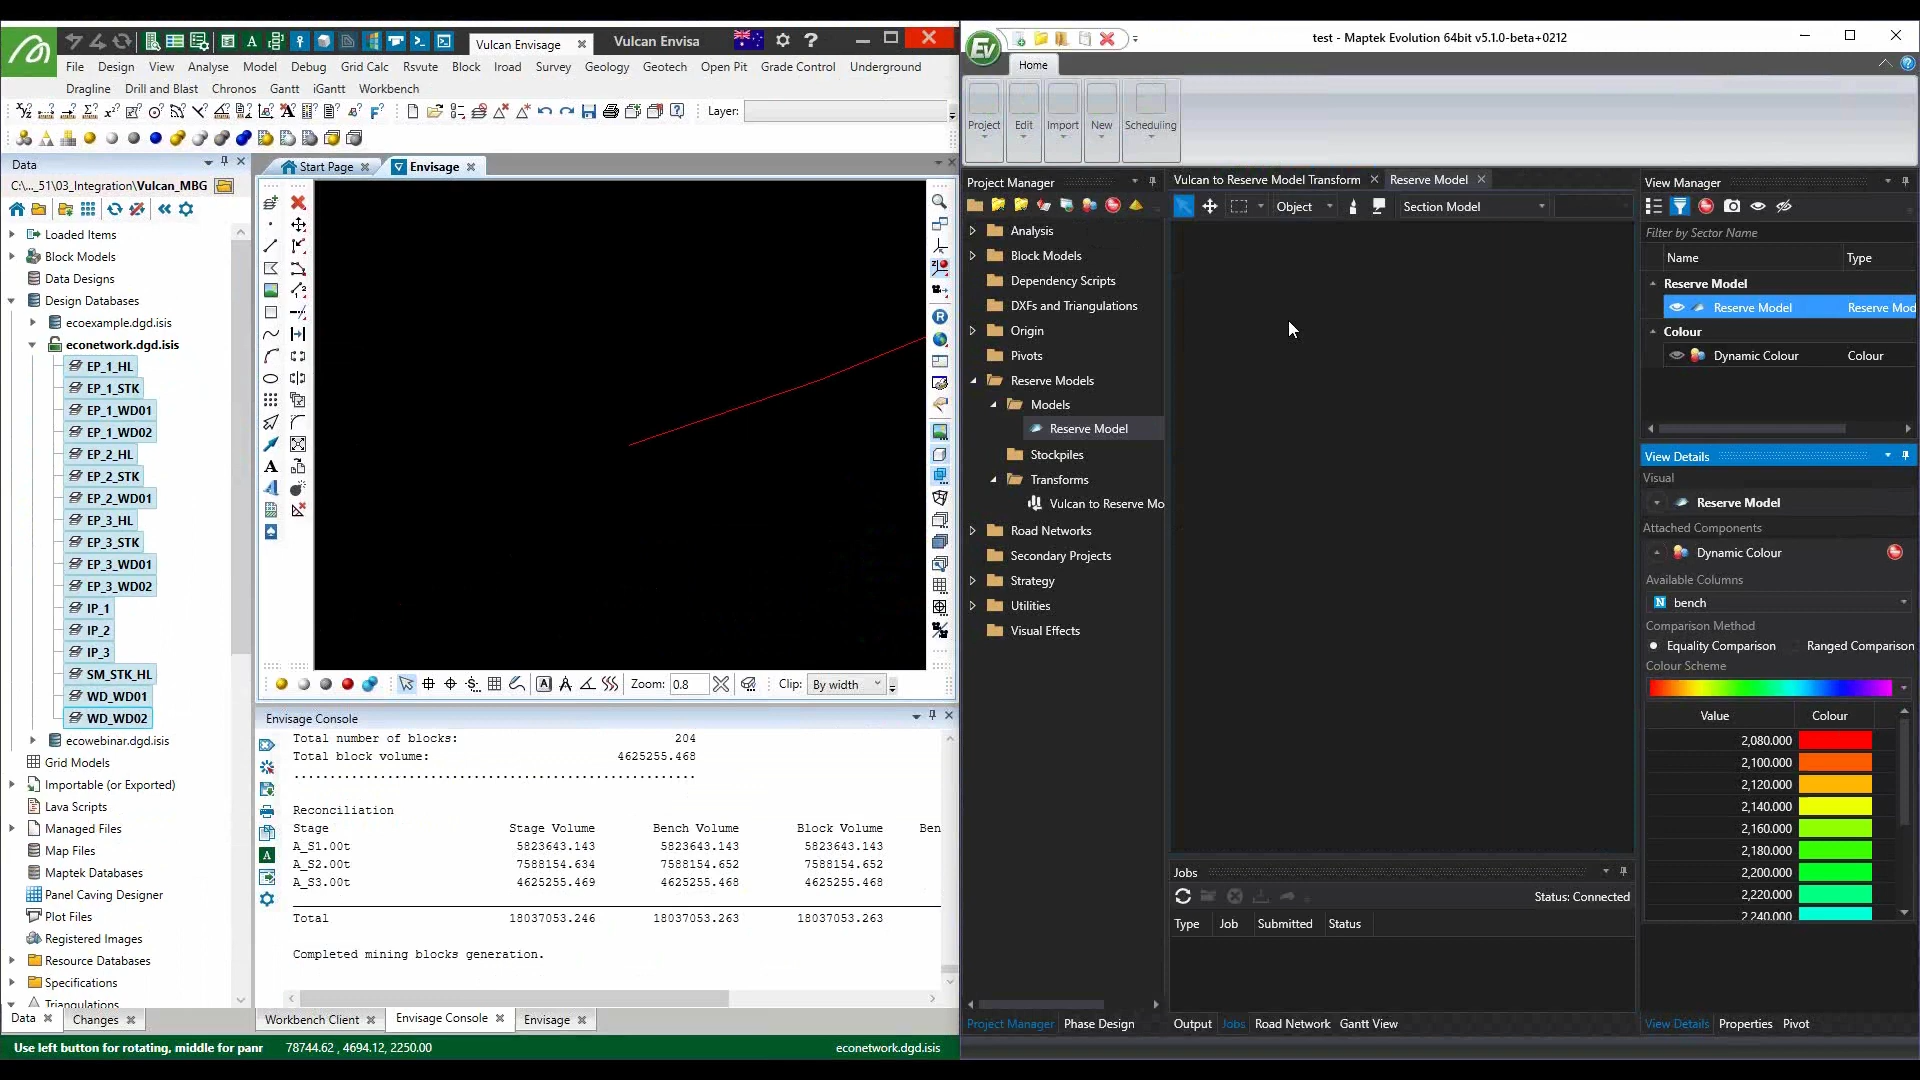 Vulcan Envisage
Vulcan Envisa
File Design View Analyse Model Debug Grid Calc Rsvute Block Iroad Survey Geology Geotech Open Pit Grade Control Underground
Dragline Drill and Blast Chronos Gantt iGantt Workbench
Layer:
Data
C:\..._51\03_Integration\Vulcan_MBG
Loaded Items
Block Models
Data Designs
Design Databases
ecoexample.dgd.isis
econetwork.dgd.isis
EP_1_HL
EP_1_STK
EP_1_WD01
EP_1_WD02
EP_2_HL
EP_2_STK
EP_2_WD01
EP_3_HL
EP_3_STK
EP_3_WD01
EP_3_WD02
IP_1
IP_2
IP_3
SM_STK_HL
WD_WD01
WD_WD02
ecowebinar.dgd.isis
Grid Models
Importable (or Exported)
Lava Scripts
Managed Files
Map Files
Maptek Databases
Panel Caving Designer
Plot Files
Registered Images
Resource Databases
Specifications
Triangulations
Data Changes
Start Page Envisage
Zoom: 0.8 Clip: By width
Envisage Console
Total number of blocks: 204
Total block volume: 4625255.468
Reconciliation
Stage Stage Volume Bench Volume Block Volume Ben
A_S1.00t 5823643.143 5823643.143 5823643.143
A_S2.00t 7588154.634 7588154.652 7588154.652
A_S3.00t 4625255.469 4625255.468 4625255.468
Total 18037053.246 18037053.263 18037053.263
Completed mining blocks generation.
Workbench Client Envisage Console Envisage
Use left button for rotating, middle for panr 78744.62 , 4694.12, 2250.00 econetwork.dgd.isis
Ev
test - Maptek Evolution 64bit v5.1.0-beta+0212
Home
Project Edit Import New Scheduling
Project Manager
Analysis
Block Models
Dependency Scripts
DXFs and Triangulations
Origin
Pivots
Reserve Models
Models
Reserve Model
Stockpiles
Transforms
Vulcan to Reserve Mo
Road Networks
Secondary Projects
Strategy
Utilities
Visual Effects
Project Manager Phase Design
Vulcan to Reserve Model Transform Reserve Model
Object Section Model
Jobs
Status: Connected
Type Job Submitted Status
Output Jobs Road Network Gantt View
View Manager
Filter by Sector Name
Name Type
Reserve Model
Reserve Model Reserve Mod
Colour
Dynamic Colour Colour
View Details
Visual
Reserve Model
Attached Components
Dynamic Colour
Available Columns
N bench
Comparison Method
Equality Comparison Ranged Comparison
Colour Scheme
Value Colour
2,080.000
2,100.000
2,120.000
2,140.000
2,160.000
2,180.000
2,200.000
2,220.000
2,240.000
View Details Properties Pivot